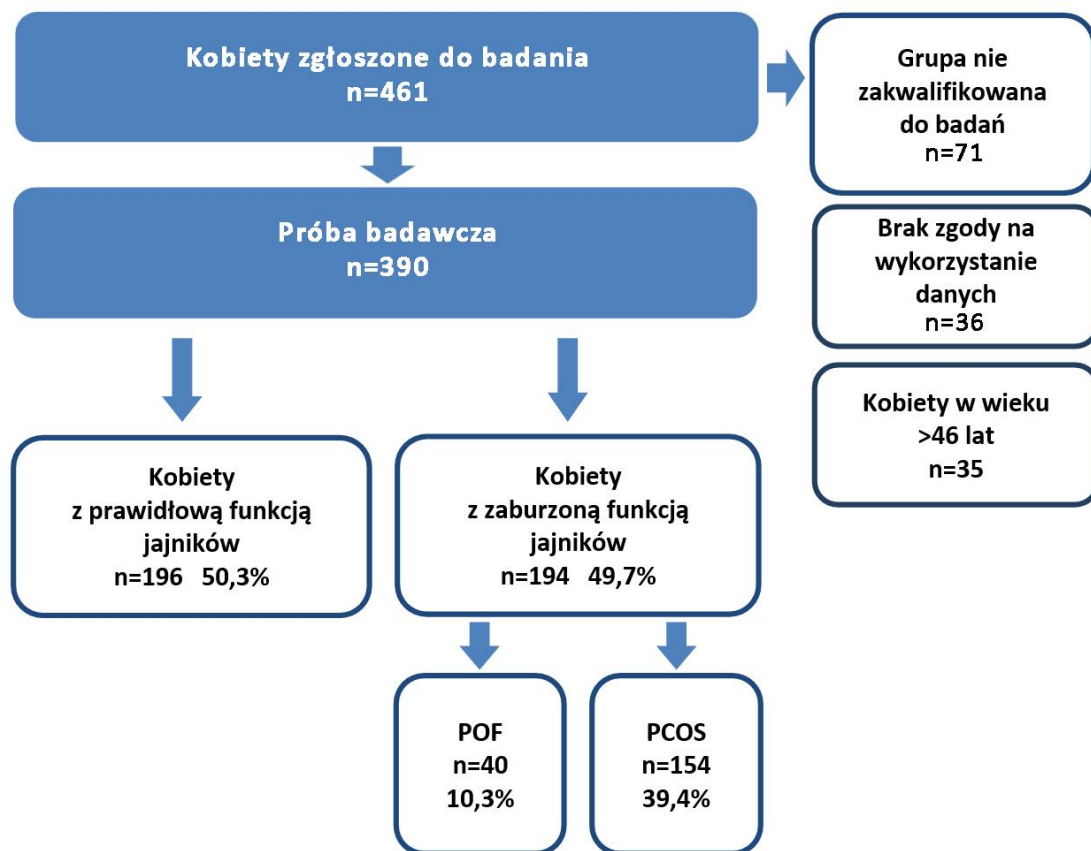 Kobiety zgłoszone do badania
n=461
Grupa nie
zakwalifikowana
do badań
n=71
Próba badawcza
n=390
Brak zgody na
wykorzystanie
danych
n=36
Kobiety w wieku
>46 lat
n=35
Kobiety
z prawidłową funkcją
jajników
n=196 50,3%
Kobiety
z zaburzoną funkcją
jajników
n=194 49,7%
POF
n=40
10,3%
PCOS
n=154
39,4%